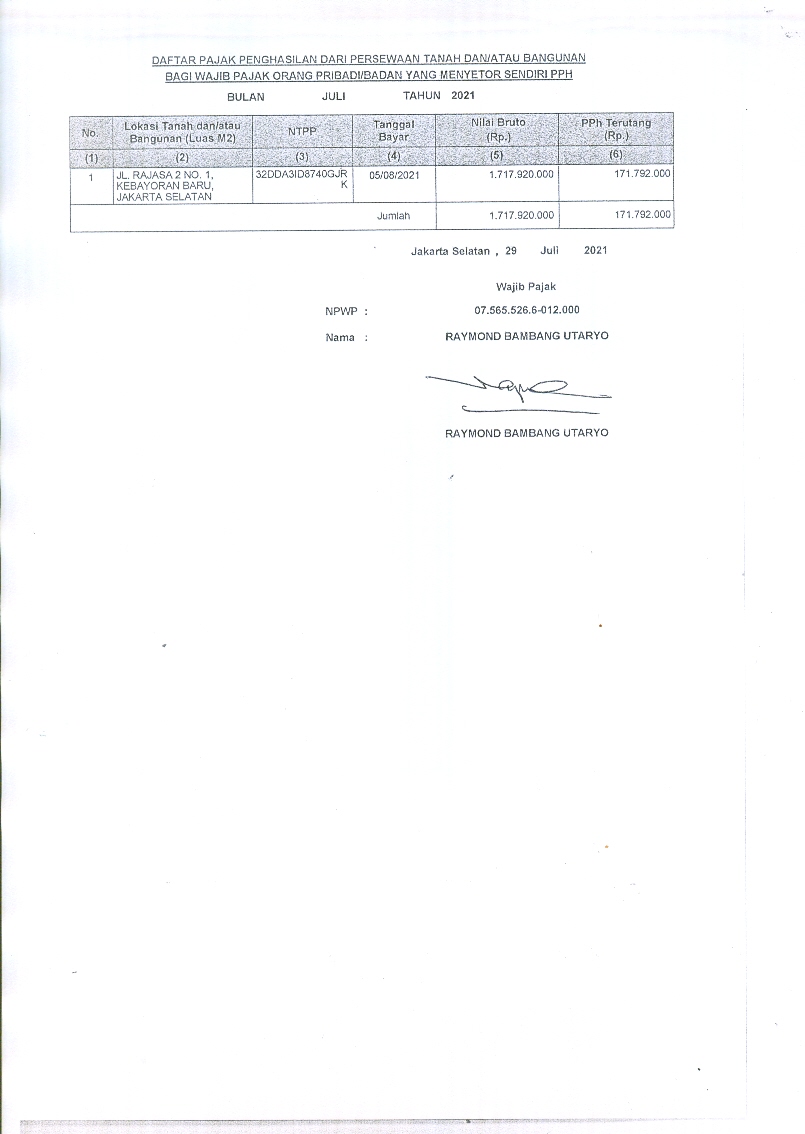 DAFTAR PAJAK PENGHASILAN DARI PERSEWAAN TANAH DAN/ATAU BANGUNAN
BAGI WAJIB PAJAK ORANG PRIBADI/BADAN YANG MENYETOR SENDIRI PPH
BULAN JULI TAHUN 2021
No. Lokasi Tanah dan/atau Bangunan (Luas M2) NTPP Tanggal Bayar Nilai Bruto (Rp.) PPh Terutang (Rp.)
(1) (2) (3) (4) (5) (6)
1 JL. RAJASA 2 NO. 1, 32DDA3ID8740GJR 05/08/2021 1.717.920.000 171.792.000
KEBAYORAN BARU, K
JAKARTA SELATAN
Jumlah 1.717.920.000 171.792.000
Jakarta Selatan , 29 Juli 2021
Wajib Pajak
NPWP : 07.565.526.6-012.000
Nama : RAYMOND BAMBANG UTARYO
RAYMOND BAMBANG UTARYO